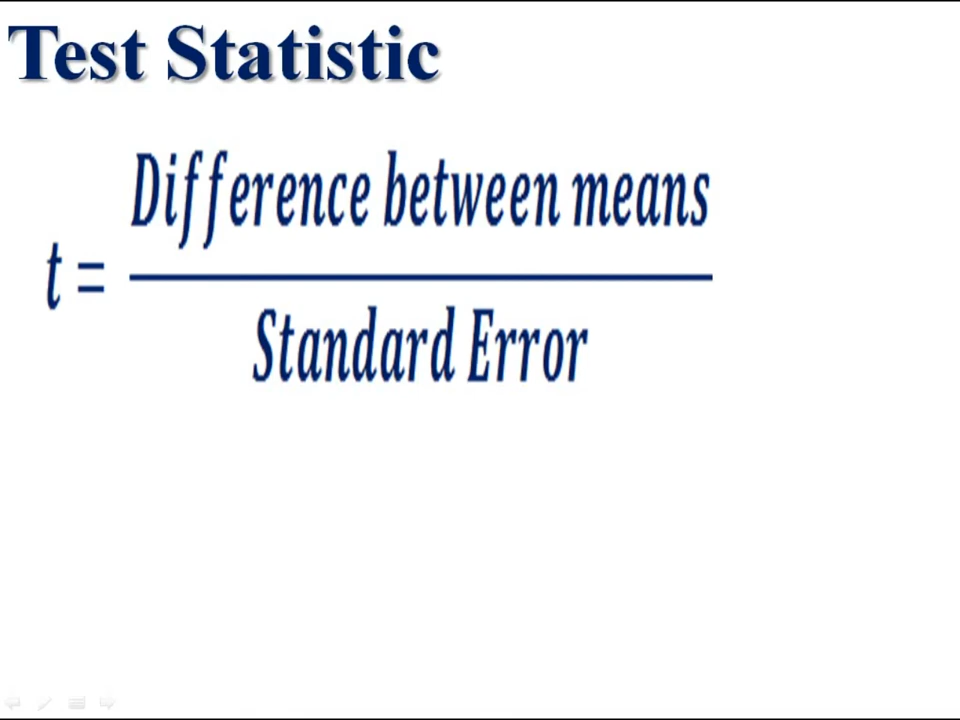 Test Statistic
Difference between means
t =
Standard Error